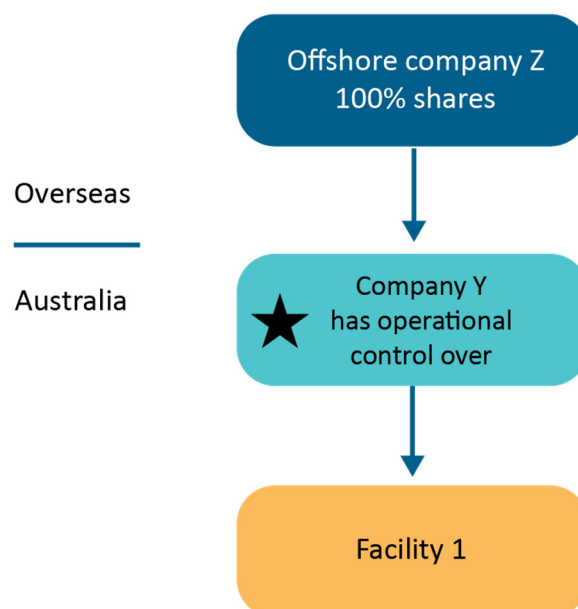 Offshore company Z
100% shares
Overseas
Australia
Company Y
has operational
control over
Facility 1